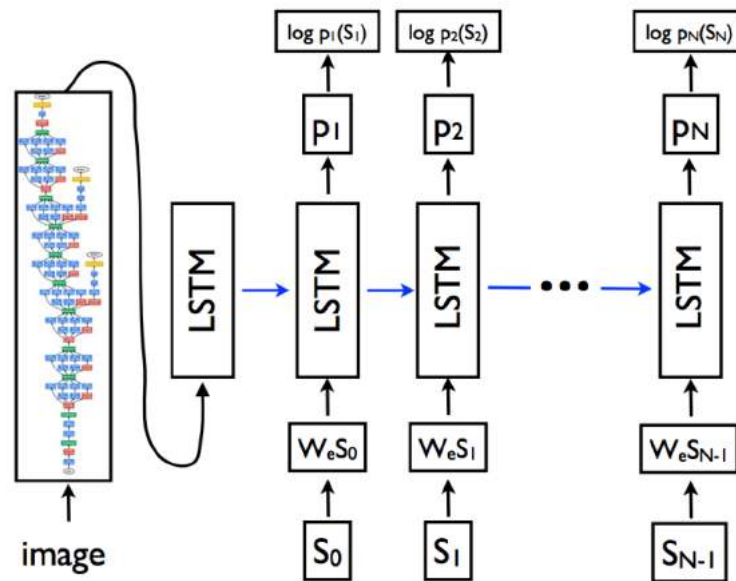 log p1(S1) log p2(S2) log pN(SN)
p1 p2 pN
LSTM LSTM LSTM ••• LSTM
WeS0 WeS1 WeSN-1
image S0 S1 SN-1